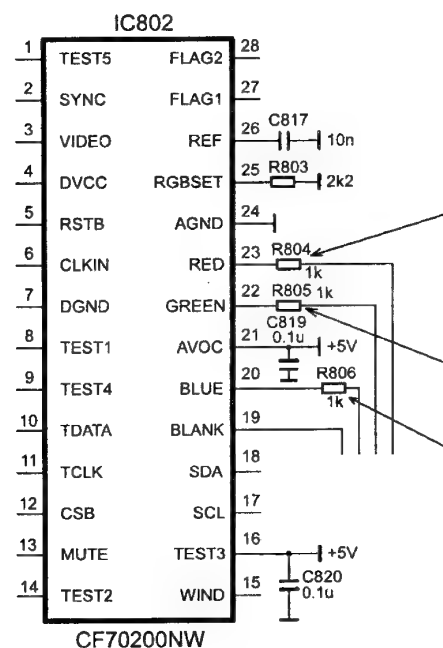 IC802
1 TEST5 FLAG2 28
2 SYNC FLAG1 27
C817
3 VIDEO REF 26 10n
4 DVCC RGBSET 25 R803 2k2
5 RSTB AGND 24
6 CLKIN RED 23 R804 1k
7 DGND GREEN 22 R805 1k
C819
0.1u
8 TEST1 AVOC 21 +5V
9 TEST4 BLUE 20 R806 1k
10 TDATA BLANK 19
11 TCLK SDA 18
12 CSB SCL 17
13 MUTE TEST3 16 +5V
C820
0.1u
14 TEST2 WIND 15
CF70200NW